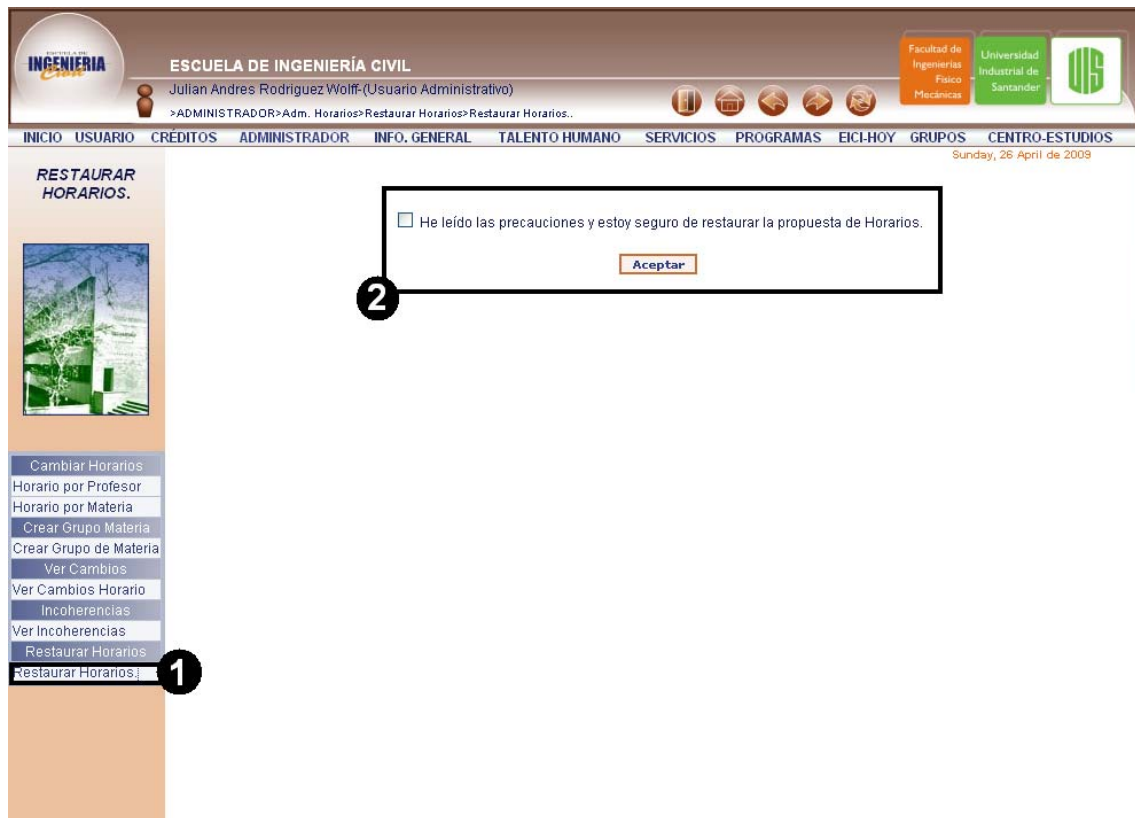 ESCUELA DE
INGENIERIA
Civil
ESCUELA DE INGENIERÍA CIVIL
Julian Andres Rodriguez Wolff-(Usuario Administrativo)
>ADMINISTRADOR>Adm. Horarios>Restaurar Horarios>Restaurar Horarios..
Facultad de
Ingenierías
Físico
Mecánicas
Universidad
Industrial de
Santander
UIS
INICIO USUARIO CRÉDITOS ADMINISTRADOR INFO. GENERAL TALENTO HUMANO SERVICIOS PROGRAMAS EICI-HOY GRUPOS CENTRO-ESTUDIOS
Sunday, 26 April de 2009
RESTAURAR
HORARIOS.
He leído las precauciones y estoy seguro de restaurar la propuesta de Horarios.
Aceptar
2
Cambiar Horarios
Horario por Profesor
Horario por Materia
Crear Grupo Materia
Crear Grupo de Materia
Ver Cambios
Ver Cambios Horario
Incoherencias
Ver Incoherencias
Restaurar Horarios
Restaurar Horarios.
1